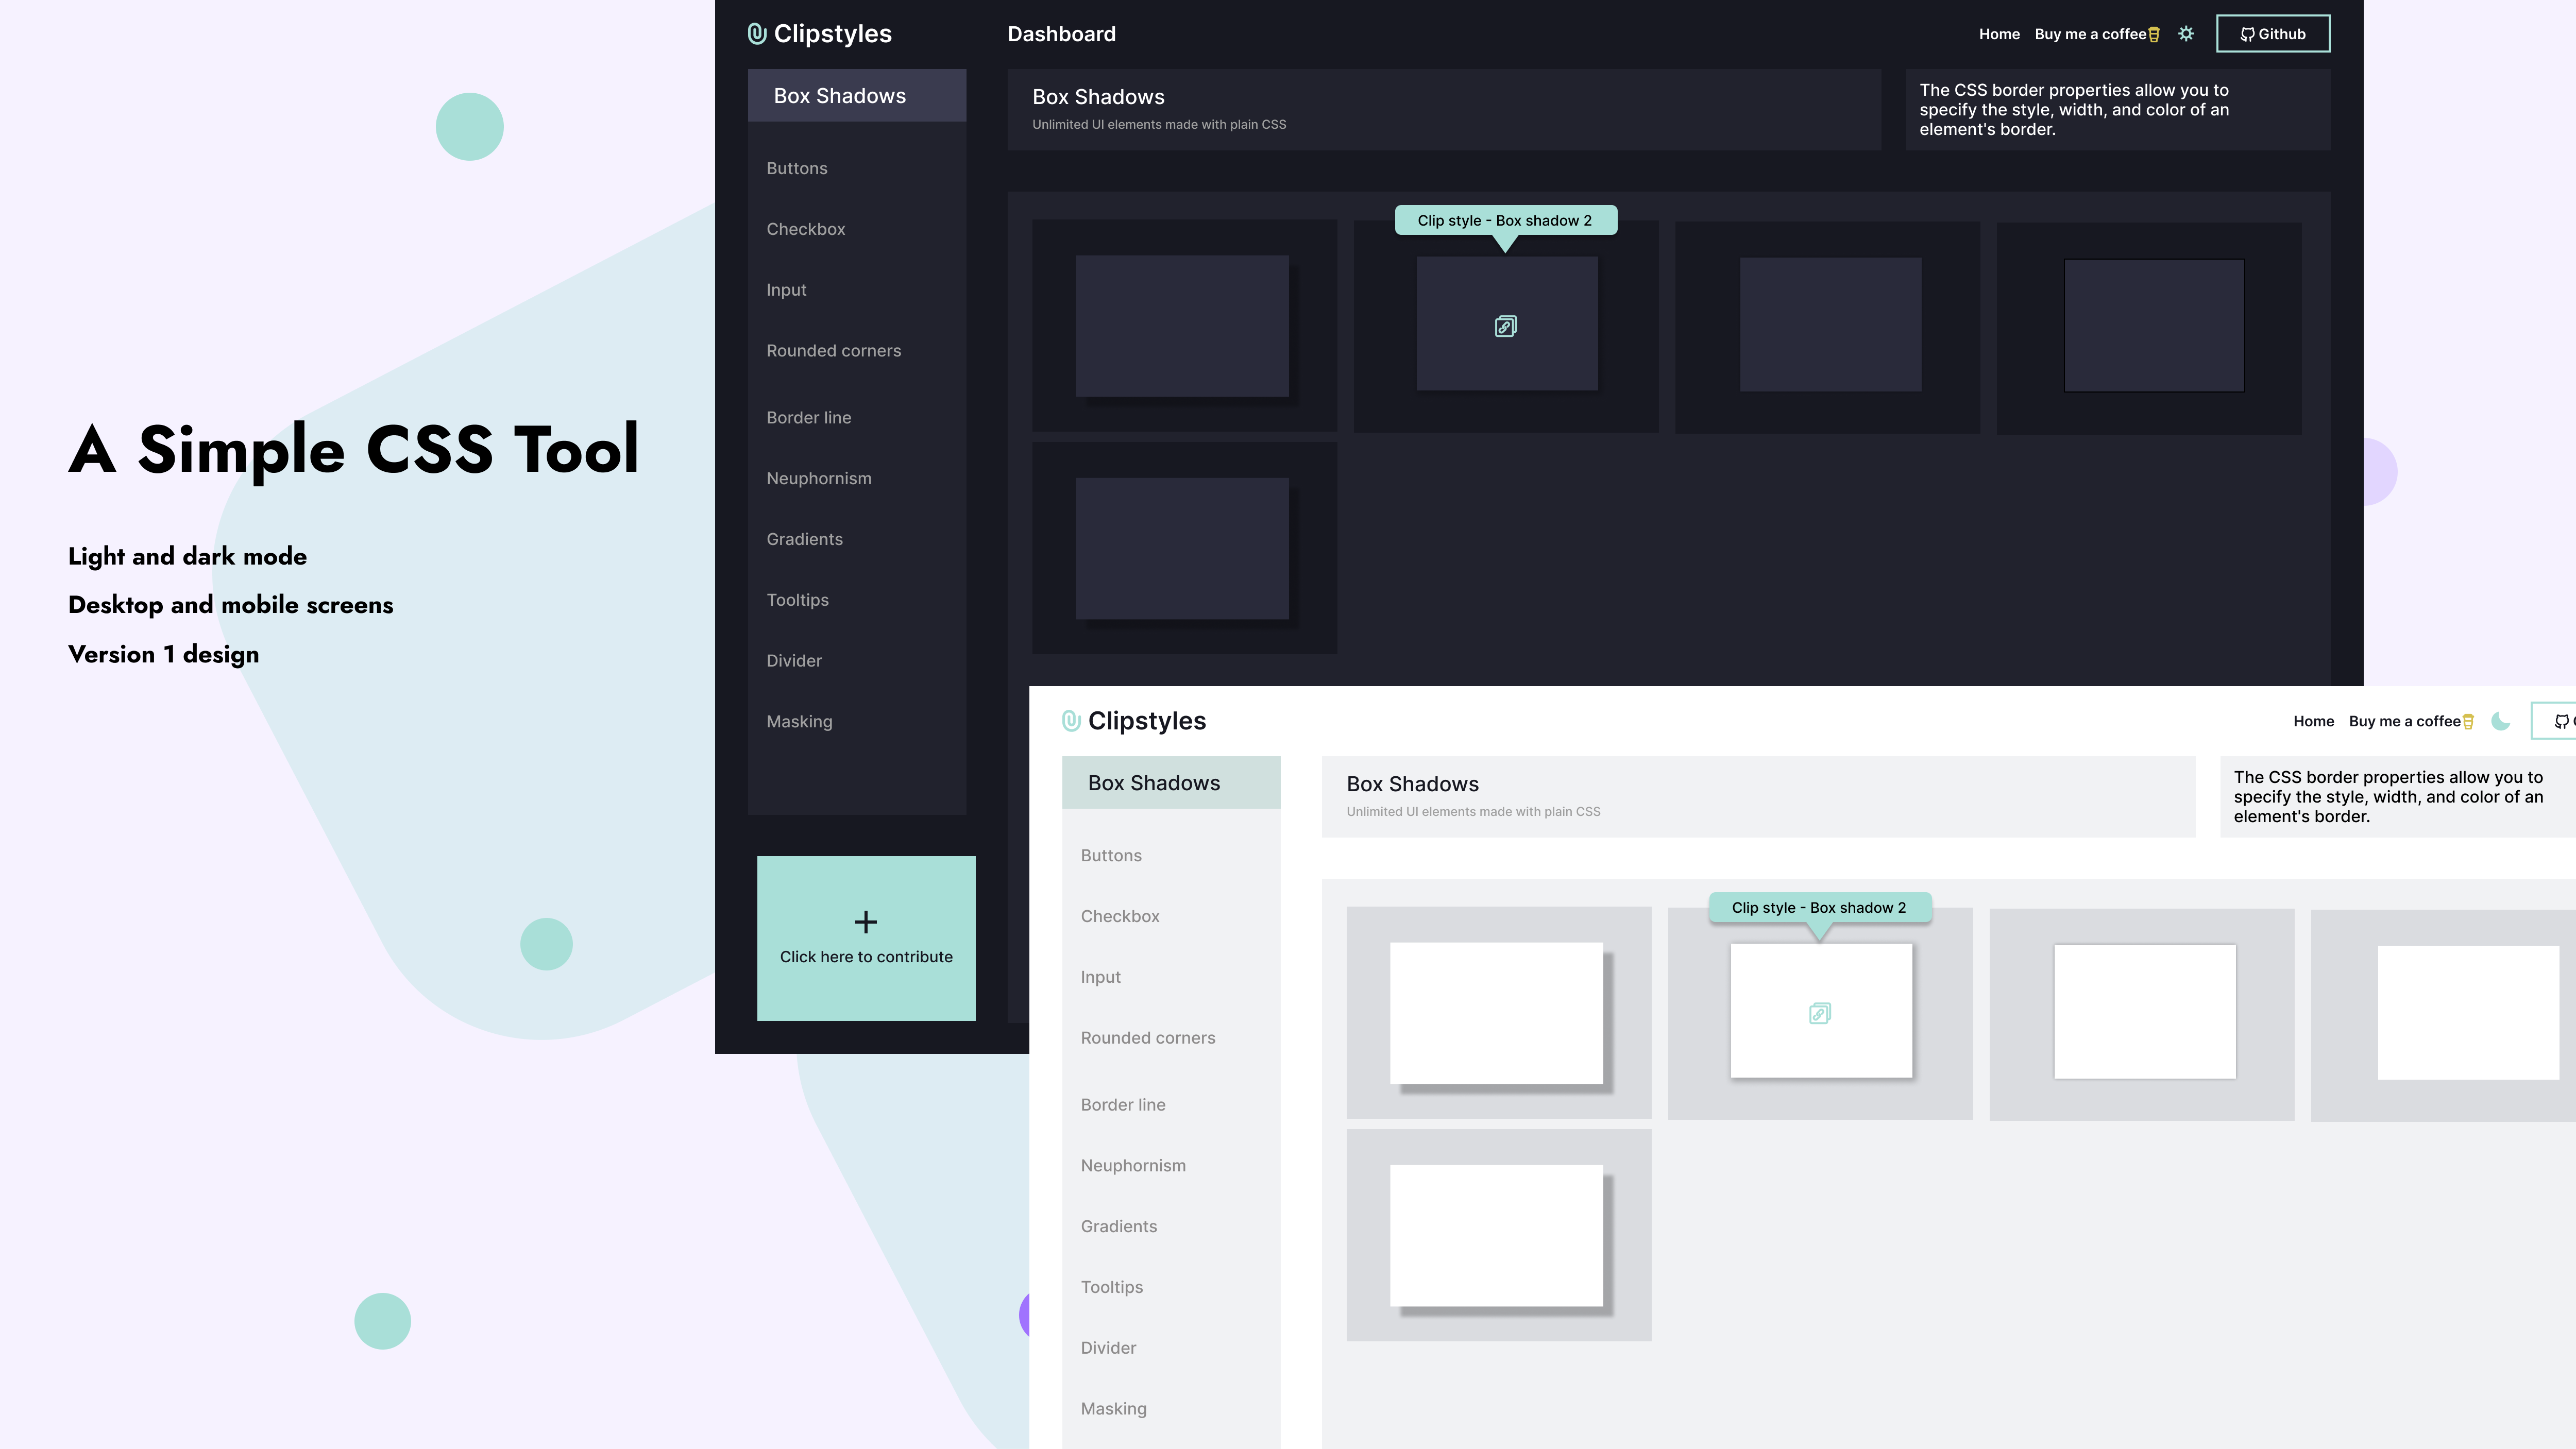 A Simple CSS Tool
Light and dark mode
Desktop and mobile screens
Version 1 design
Clipstyles
Dashboard
Home
Buy me a coffee
Github
Box Shadows
Buttons
Checkbox
Input
Rounded corners
Border line
Neuphornism
Gradients
Tooltips
Divider
Masking
Click here to contribute
Box Shadows
Unlimited UI elements made with plain CSS
The CSS border properties allow you to
specify the style, width, and color of an
element's border.
Clip style - Box shadow 2
Clipstyles
Home
Buy me a coffee
Box Shadows
Buttons
Checkbox
Input
Rounded corners
Border line
Neuphornism
Gradients
Tooltips
Divider
Masking
Box Shadows
Unlimited UI elements made with plain CSS
The CSS border properties allow you to
specify the style, width, and color of an
element's border.
Clip style - Box shadow 2